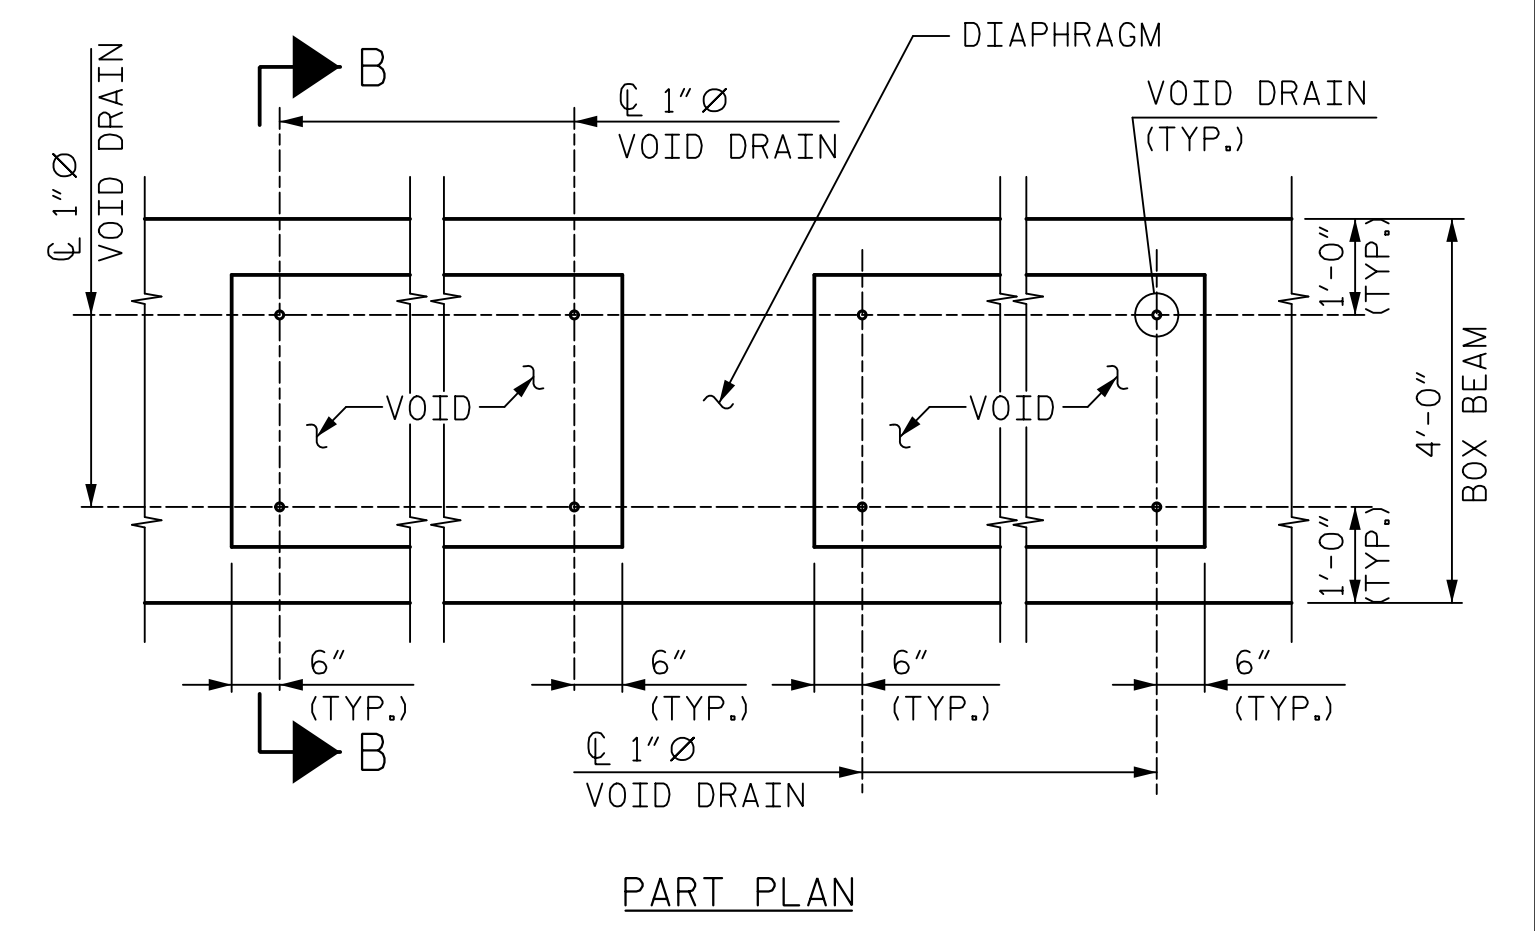 DIAPHRAGM
B
℄ 1"Ø
VOID DRAIN
VOID DRAIN
(TYP.)
℄ 1"Ø
VOID DRAIN
1'-0"
(TYP.)
VOID
VOID
4'-0"
BOX BEAM
1'-0"
(TYP.)
6"
(TYP.)
6"
(TYP.)
6"
(TYP.)
6"
(TYP.)
B
℄ 1"Ø
VOID DRAIN
PART PLAN